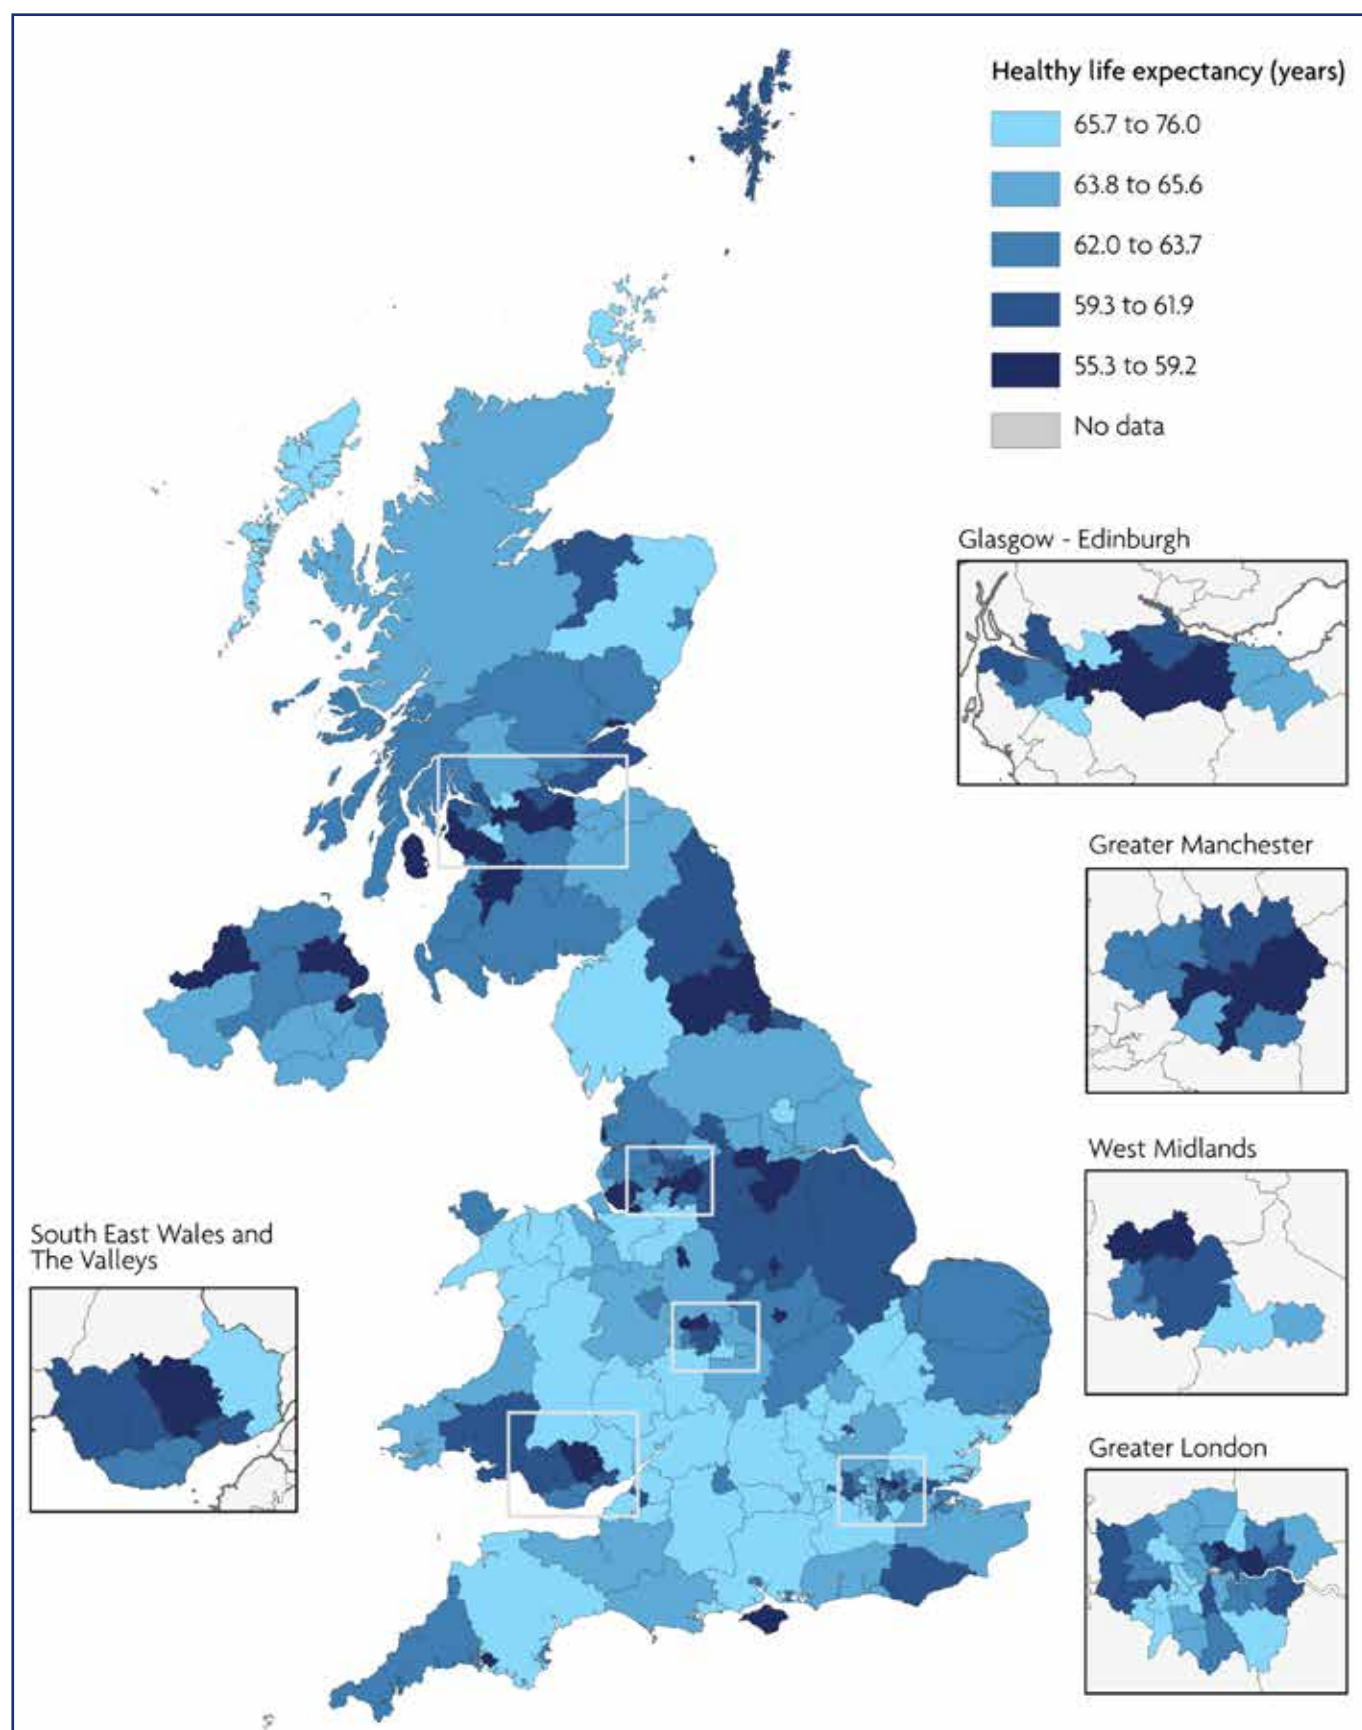 Healthy life expectancy (years)
65.7 to 76.0
63.8 to 65.6
62.0 to 63.7
59.3 to 61.9
55.3 to 59.2
No data
Glasgow - Edinburgh
Greater Manchester
West Midlands
South East Wales and
The Valleys
Greater London